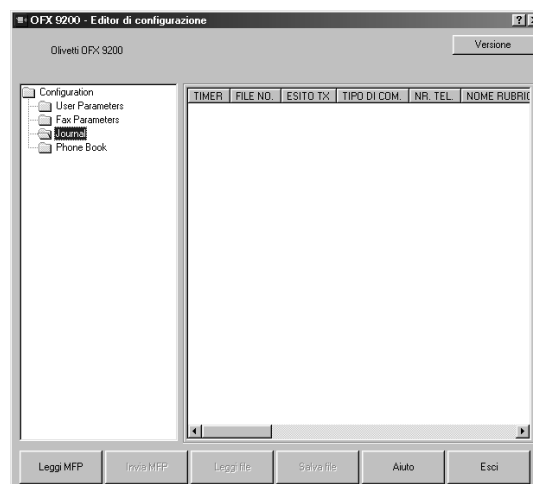 OFX 9200 - Editor di configurazione
Olivetti OFX 9200
Versione
Configuration
User Parameters
Fax Parameters
Journal
Phone Book
TIMER FILE NO. ESITO TX TIPO DI COM. NR. TEL. NOME RUBRIC
Leggi MFP Invia MFP Leggi file Salva file Aiuto Esci